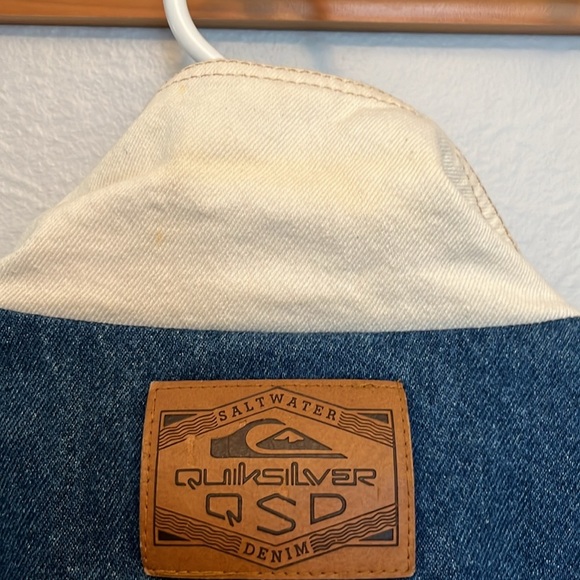 SALTWATER
QUIKSILVER
QSD
DENIM